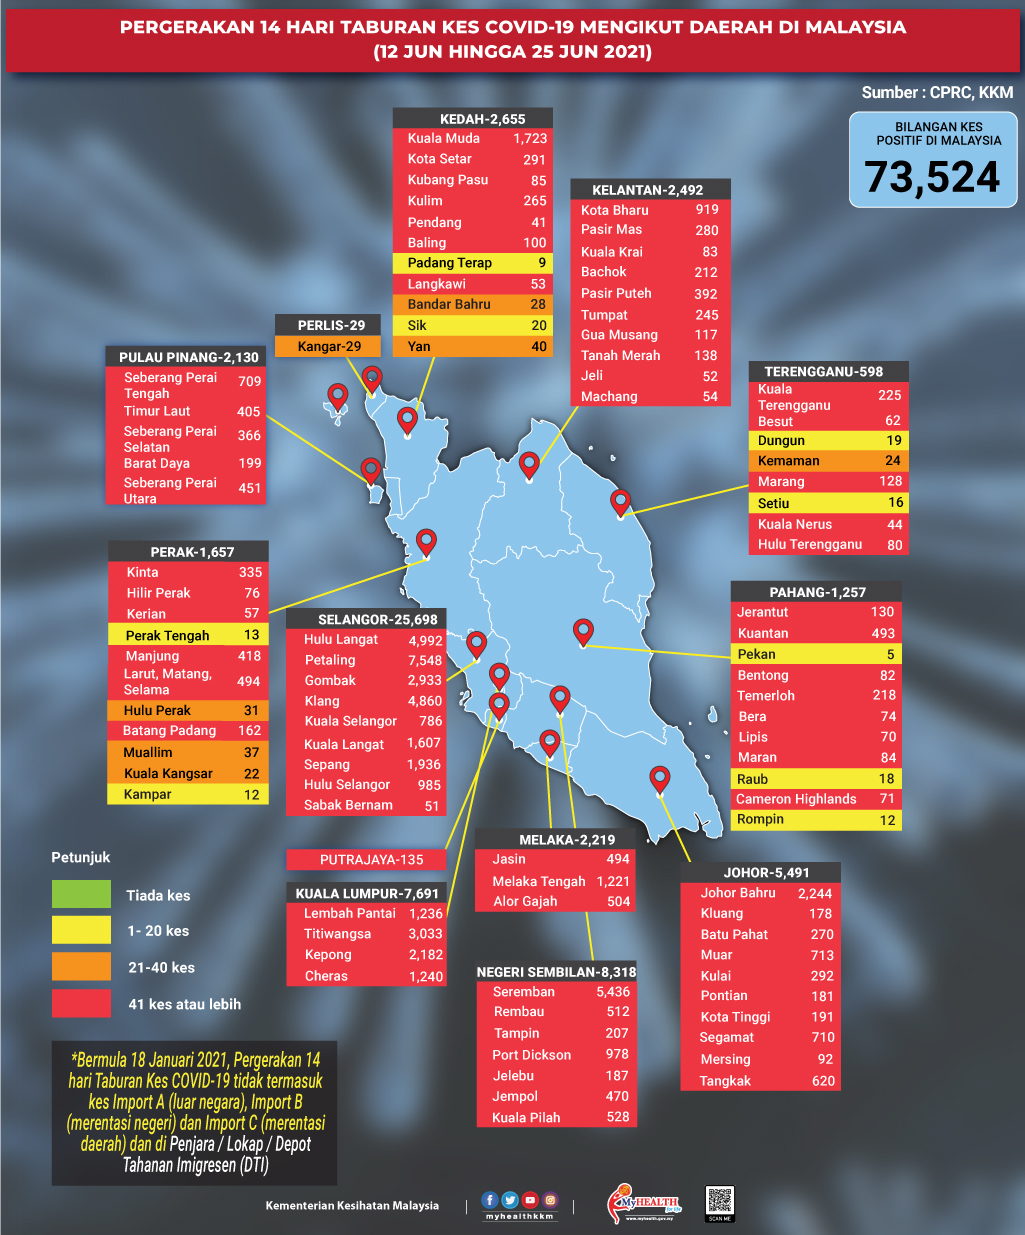 PERGERAKAN 14 HARI TABURAN KES COVID-19 MENGIKUT DAERAH DI MALAYSIA
(12 JUN HINGGA 25 JUN 2021)
Sumber : CPRC, KKM
BILANGAN KES
POSITIF DI MALAYSIA
73,524
KEDAH-2,655
Kuala Muda 1,723
Kota Setar 291
Kubang Pasu 85
Kulim 265
Pendang 41
Baling 100
Padang Terap 9
Langkawi 53
Bandar Bahru 28
Sik 20
Yan 40
KELANTAN-2,492
Kota Bharu 919
Pasir Mas 280
Kuala Krai 83
Bachok 212
Pasir Puteh 392
Tumpat 245
Gua Musang 117
Tanah Merah 138
Jeli 52
Machang 54
PERLIS-29
Kangar-29
PULAU PINANG-2,130
Seberang Perai
Tengah 709
Timur Laut 405
Seberang Perai
Selatan 366
Barat Daya 199
Seberang Perai
Utara 451
TERENGGANU-598
Kuala
Terengganu 225
Besut 62
Dungun 19
Kemaman 24
Marang 128
Setiu 16
Kuala Nerus 44
Hulu Terengganu 80
PERAK-1,657
Kinta 335
Hilir Perak 76
Kerian 57
Perak Tengah 13
Manjung 418
Larut, Matang,
Selama 494
Hulu Perak 31
Batang Padang 162
Muallim 37
Kuala Kangsar 22
Kampar 12
SELANGOR-25,698
Hulu Langat 4,992
Petaling 7,548
Gombak 2,933
Klang 4,860
Kuala Selangor 786
Kuala Langat 1,607
Sepang 1,936
Hulu Selangor 985
Sabak Bernam 51
PAHANG-1,257
Jerantut 130
Kuantan 493
Pekan 5
Bentong 82
Temerloh 218
Bera 74
Lipis 70
Maran 84
Raub 18
Cameron Highlands 71
Rompin 12
PUTRAJAYA-135
KUALA LUMPUR-7,691
Lembah Pantai 1,236
Titiwangsa 3,033
Kepong 2,182
Cheras 1,240
MELAKA-2,219
Jasin 494
Melaka Tengah 1,221
Alor Gajah 504
NEGERI SEMBILAN-8,318
Seremban 5,436
Rembau 512
Tampin 207
Port Dickson 978
Jelebu 187
Jempol 470
Kuala Pilah 528
JOHOR-5,491
Johor Bahru 2,244
Kluang 178
Batu Pahat 270
Muar 713
Kulai 292
Pontian 181
Kota Tinggi 191
Segamat 710
Mersing 92
Tangkak 620
Petunjuk
Tiada kes
1- 20 kes
21-40 kes
41 kes atau lebih
*Bermula 18 Januari 2021, Pergerakan 14
hari Taburan Kes COVID-19 tidak termasuk
kes Import A (luar negara), Import B
(merentasi negeri) dan Import C (merentasi
daerah) dan di Penjara / Lokap / Depot
Tahanan Imigresen (DTI)
Kementerian Kesihatan Malaysia
myhealthkkm
MyHEALTH
for life
www.myhealth.gov.my
SCAN ME